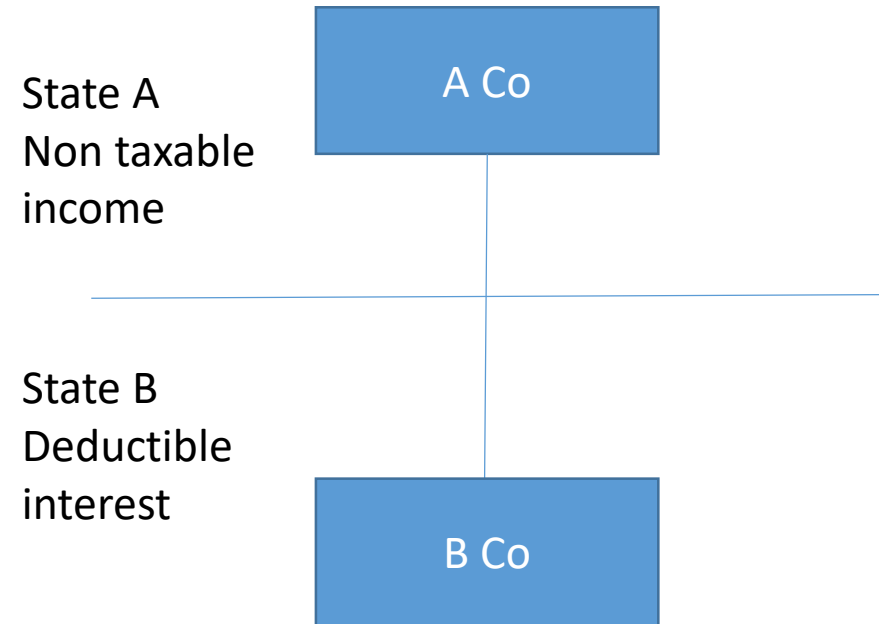 A Co
State A
Non taxable
income
State B
Deductible
interest
B Co